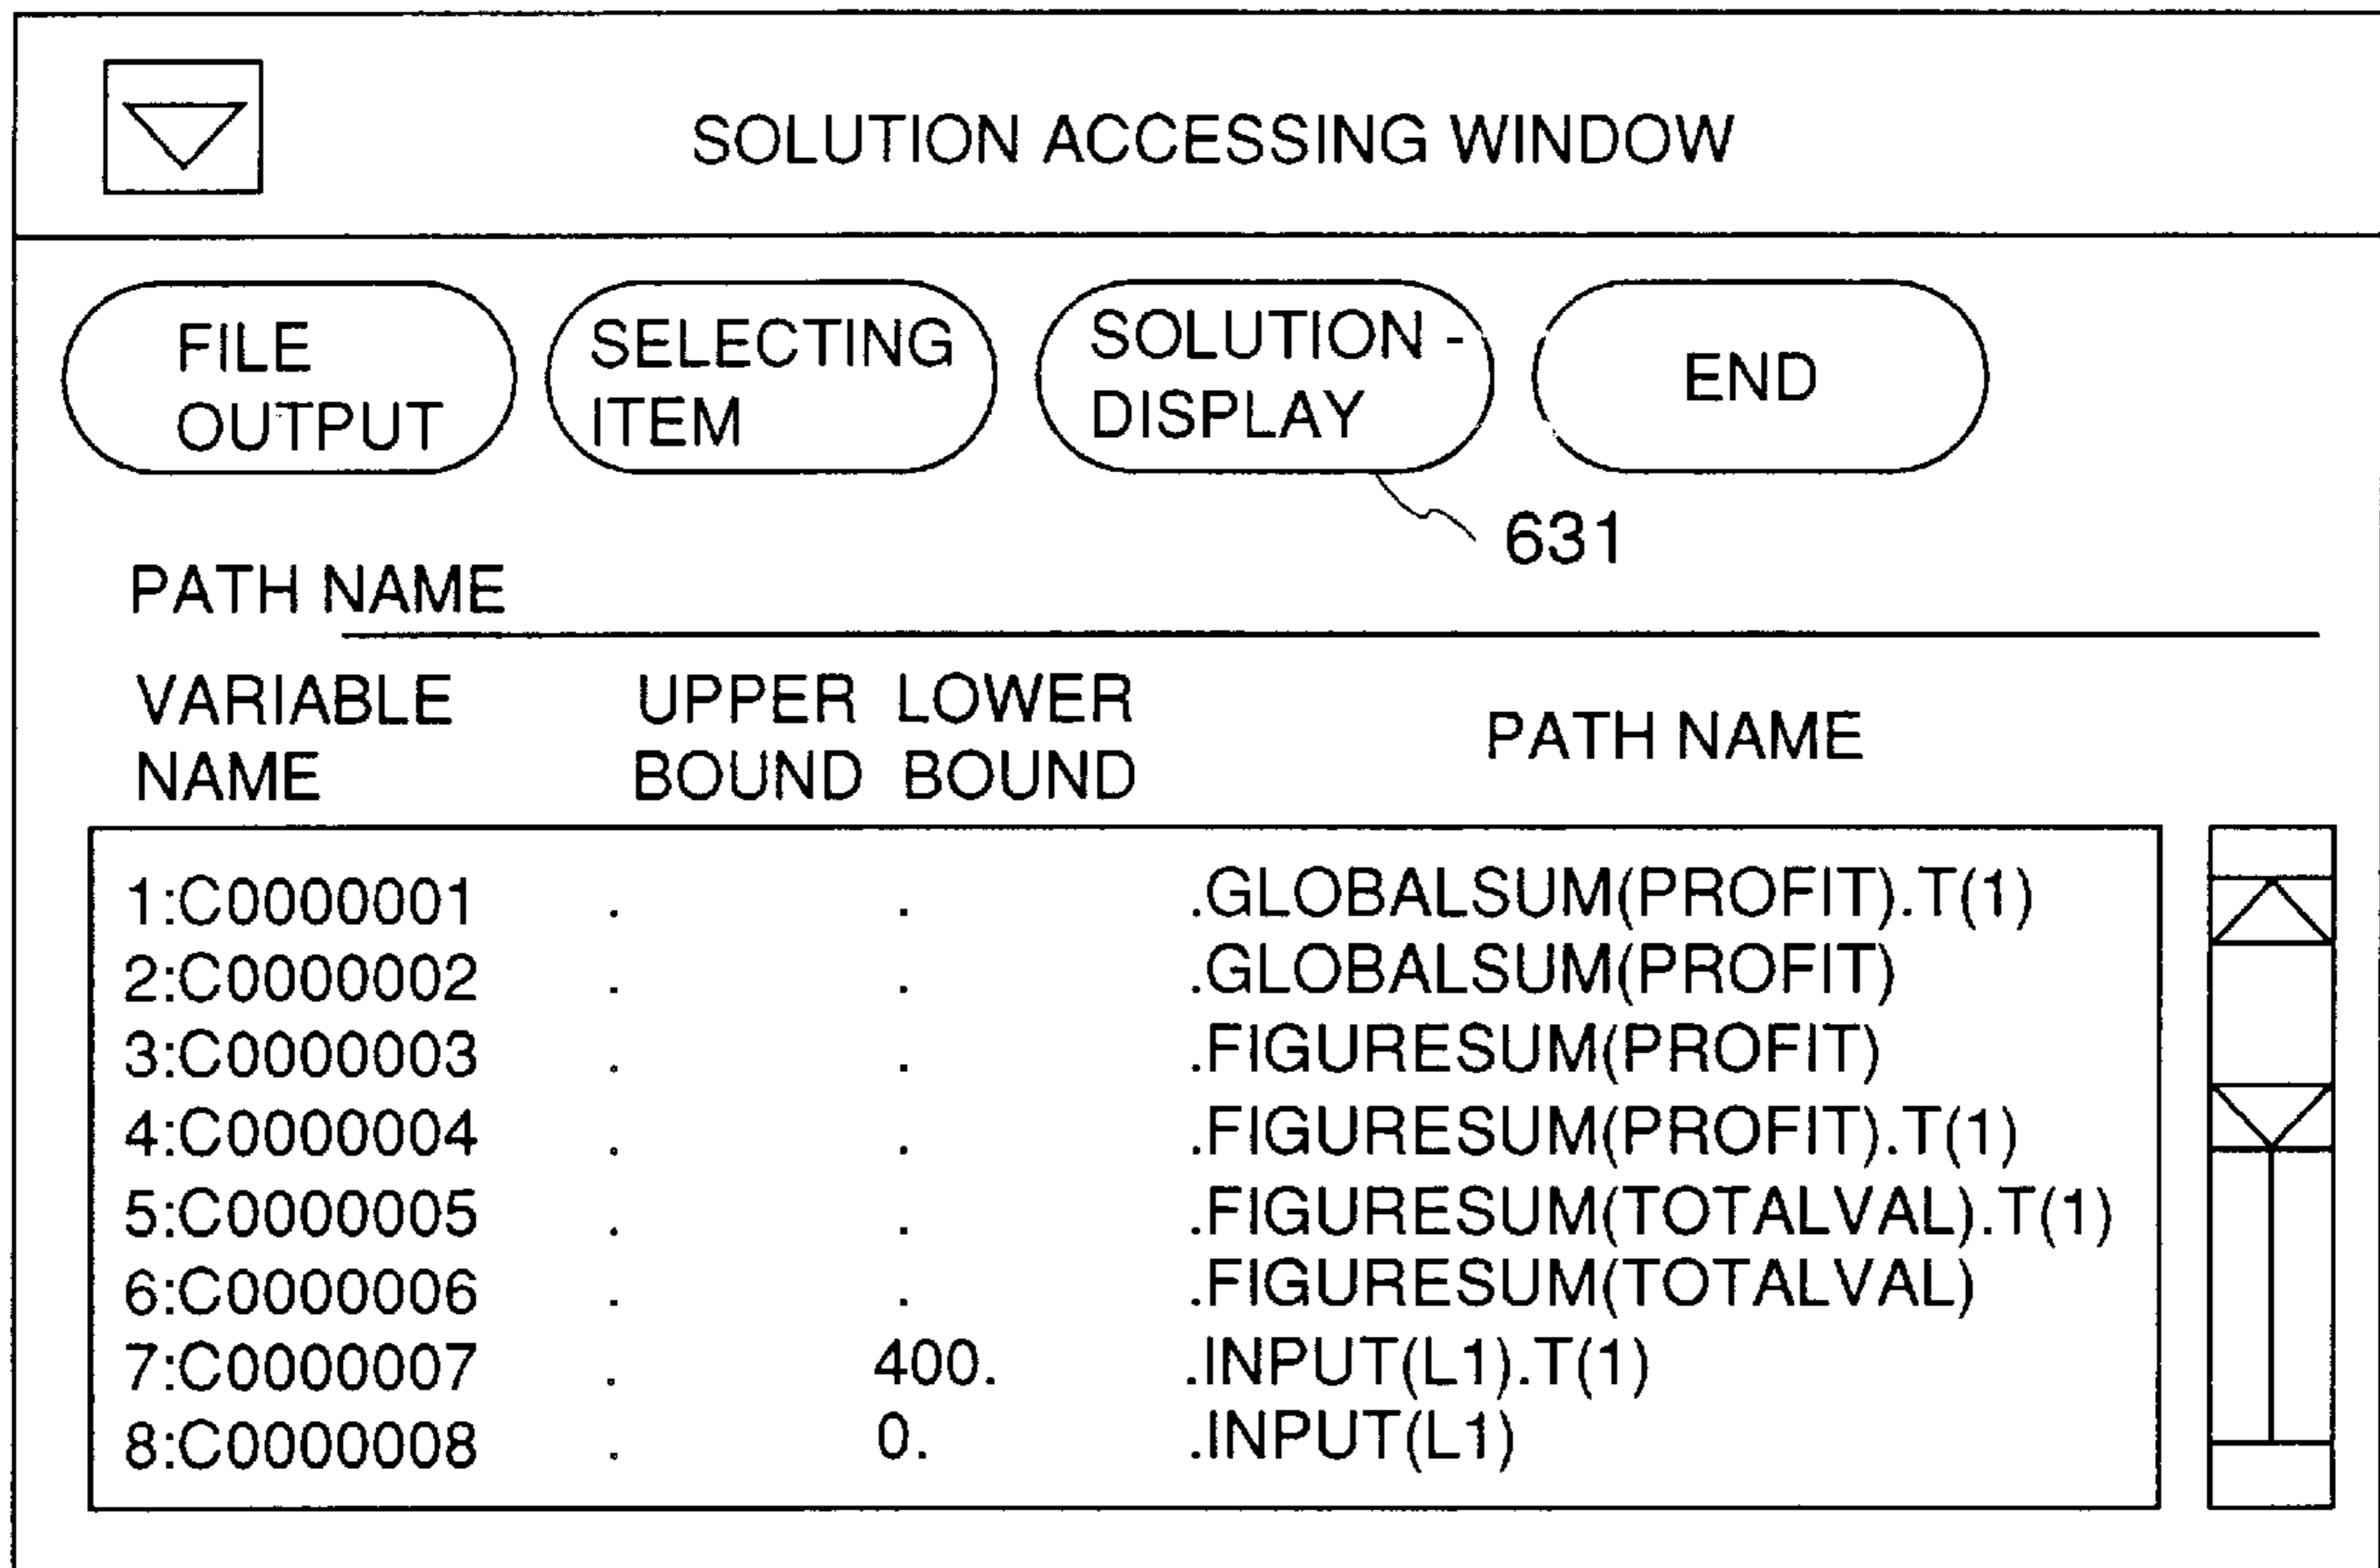 SOLUTION ACCESSING WINDOW
FILE
OUTPUT
SELECTING
ITEM
SOLUTION -
DISPLAY
END
631
PATH NAME
VARIABLE
NAME
UPPER
BOUND
LOWER
BOUND
PATH NAME
1:C0000001 . . .GLOBALSUM(PROFIT).T(1)
2:C0000002 . . .GLOBALSUM(PROFIT)
3:C0000003 . . .FIGURESUM(PROFIT)
4:C0000004 . . .FIGURESUM(PROFIT).T(1)
5:C0000005 . . .FIGURESUM(TOTALVAL).T(1)
6:C0000006 . . .FIGURESUM(TOTALVAL)
7:C0000007 . 400. .INPUT(L1).T(1)
8:C0000008 . 0. .INPUT(L1)